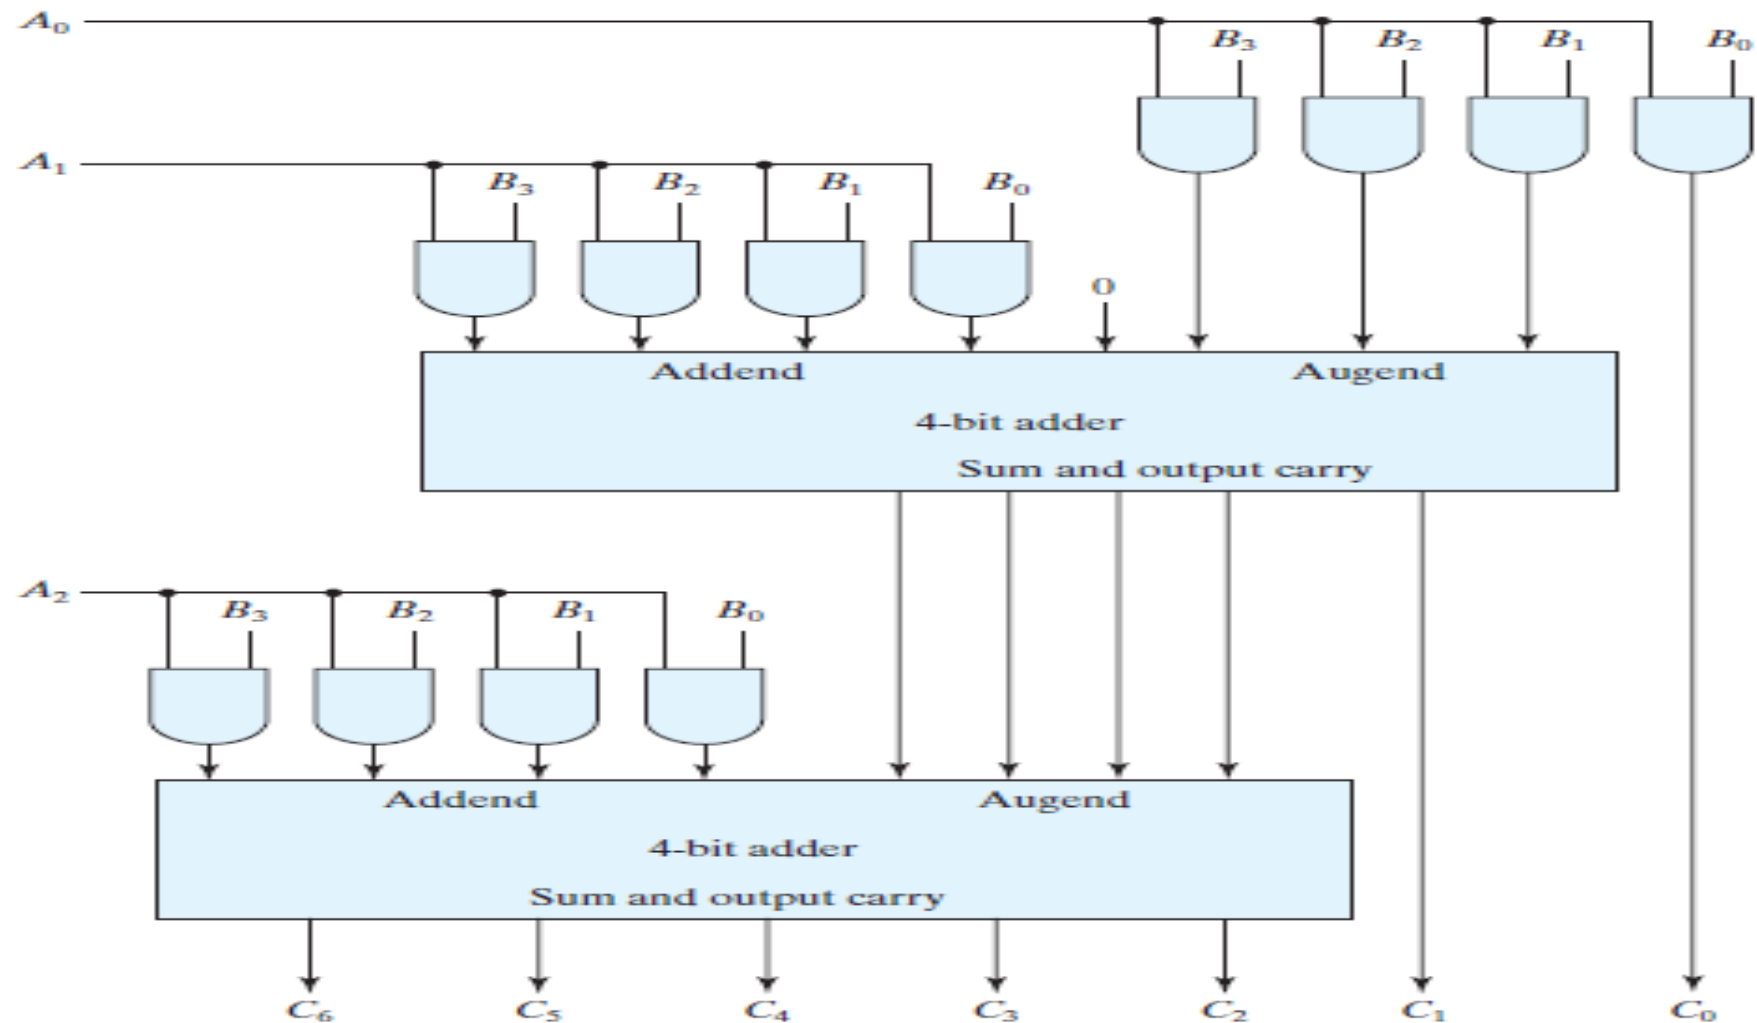 A₀
B₃ B₂ B₁ B₀
A₁
B₃ B₂ B₁ B₀
0
Addend Augend
4-bit adder
Sum and output carry
A₂
B₃ B₂ B₁ B₀
Addend Augend
4-bit adder
Sum and output carry
C₆ C₅ C₄ C₃ C₂ C₁ C₀